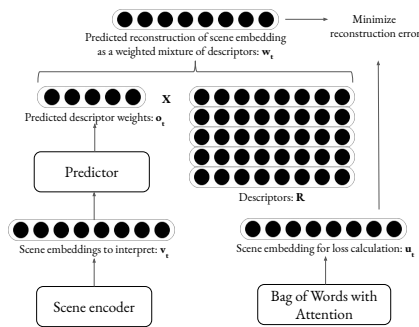 Predicted reconstruction of scene embedding
as a weighted mixture of descriptors: wt
Minimize
reconstruction error
X
Predicted descriptor weights: ot
Predictor
Descriptors: R
Scene embeddings to interpret: vt
Scene embedding for loss calculation: ut
Scene encoder
Bag of Words with
Attention